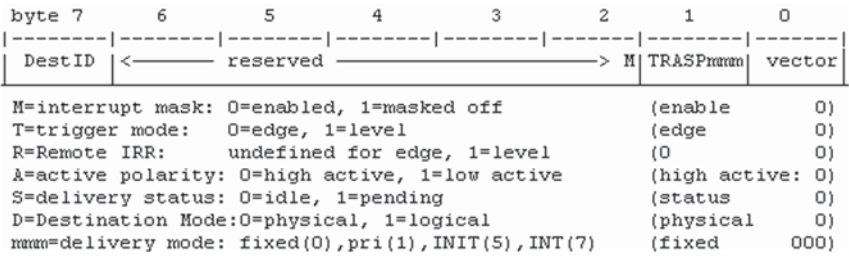 byte 7 6 5 4 3 2 1 0
|--------|--------|--------|--------|--------|-------|--------|-------|
| DestID |<—— reserved ——> M|TRASPmmm| vector|
M=interrupt mask: 0=enabled, 1=masked off (enable 0)
T=trigger mode: 0=edge, 1=level (edge 0)
R=Remote IRR: undefined for edge, 1=level (0 0)
A=active polarity: 0=high active, 1=low active (high active: 0)
S=delivery status: 0=idle, 1=pending (status 0)
D=Destination Mode:0=physical, 1=logical (physical 0)
mmm=delivery mode: fixed(0),pri(1),INIT(5),INT(7) (fixed 000)